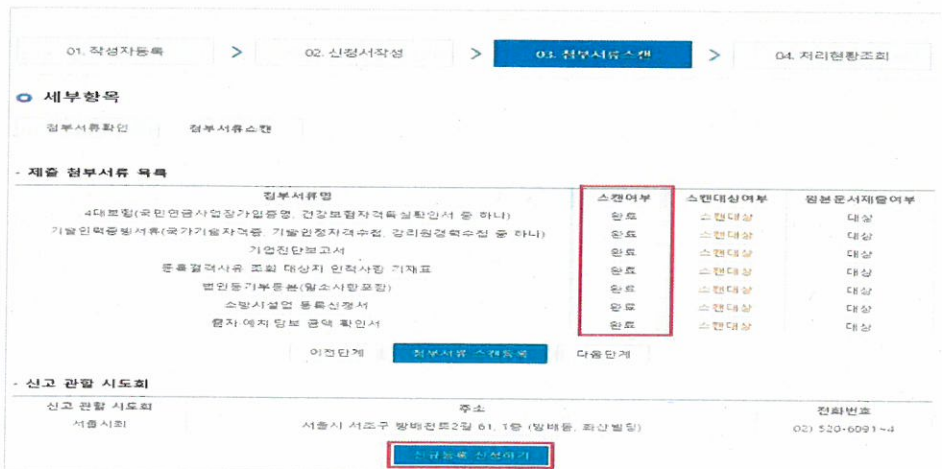 01. 작성자등록 > 02. 신청서작성 > 03. 첨부서류스캔 > 04. 처리현황조회
세부항목
첨부서류확인 첨부서류스캔
- 제출 첨부서류 목록
첨부서류명 스캔여부 스캔대상여부 원본문서제출여부
4대보험(국민연금사업장가입증명, 건강보험자격득실확인서 중 하나) 완료 스캔대상 대상
기술인력증빙서류(국가기술자격증, 기술인정자격수첩, 감리원경력수첩 중 하나) 완료 스캔대상 대상
기업진단보고서 완료 스캔대상 대상
등록결격사유 조회 대상자 인적사항 기재표 완료 스캔대상 대상
법인등기부등본(말소사항포함) 완료 스캔대상 대상
소방시설업 등록신청서 완료 스캔대상 대상
출자·예치·담보 금액 확인서 완료 스캔대상 대상
이전단계 첨부서류 스캔등록 다음단계
- 신고 관할 시도회
신고 관할 시도회 주소 전화번호
서울시회 서울시 서초구 방배천로2길 61, 1층 (방배동, 화산빌딩) 02) 520-6091~4
신규등록 신청하기